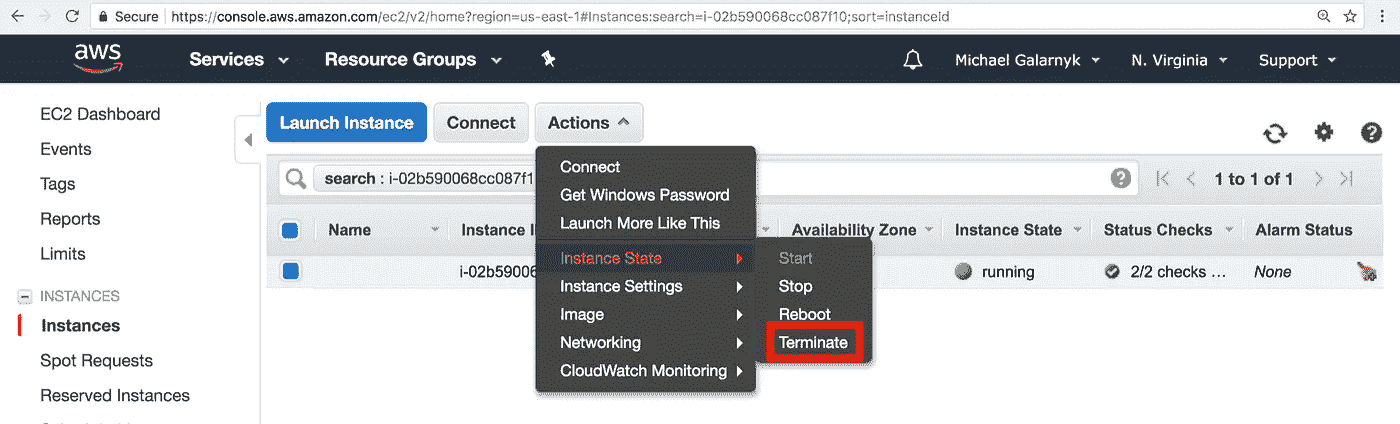 Secure https://console.aws.amazon.com/ec2/v2/home?region=us-east-1#Instances:search=i-02b590068cc087f10;sort=instanceId
aws Services Resource Groups Michael Galarnyk N. Virginia Support
EC2 Dashboard
Events
Tags
Reports
Limits
INSTANCES
Instances
Spot Requests
Reserved Instances
Launch Instance Connect Actions
search : i-02b590068cc087f1 1 to 1 of 1
Name Instance I Availability Zone Instance State Status Checks Alarm Status
i-02b5900 running 2/2 checks ... None
Connect
Get Windows Password
Launch More Like This
Instance State
Instance Settings
Image
Networking
CloudWatch Monitoring
Start
Stop
Reboot
Terminate